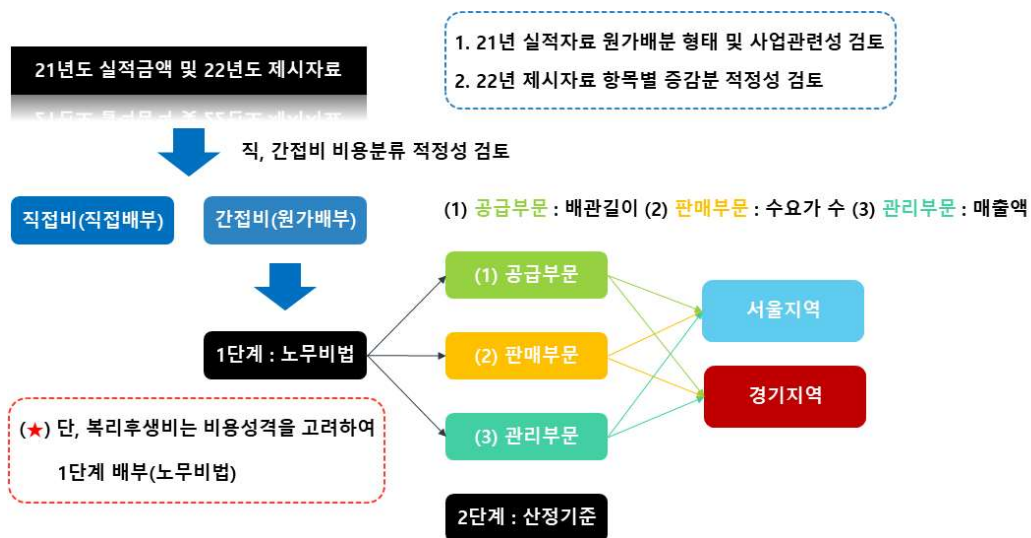 21년도 실적금액 및 22년도 제시자료
1. 21년 실적자료 원가배분 형태 및 사업관련성 검토
2. 22년 제시자료 항목별 증감분 적정성 검토
직, 간접비 비용분류 적정성 검토
직접비(직접배부)
간접비(원가배부)
(1) 공급부문 : 배관길이 (2) 판매부문 : 수요가 수 (3) 관리부문 : 매출액
1단계 : 노무비법
(1) 공급부문
(2) 판매부문
(3) 관리부문
서울지역
경기지역
(★) 단, 복리후생비는 비용성격을 고려하여
1단계 배부(노무비법)
2단계 : 산정기준